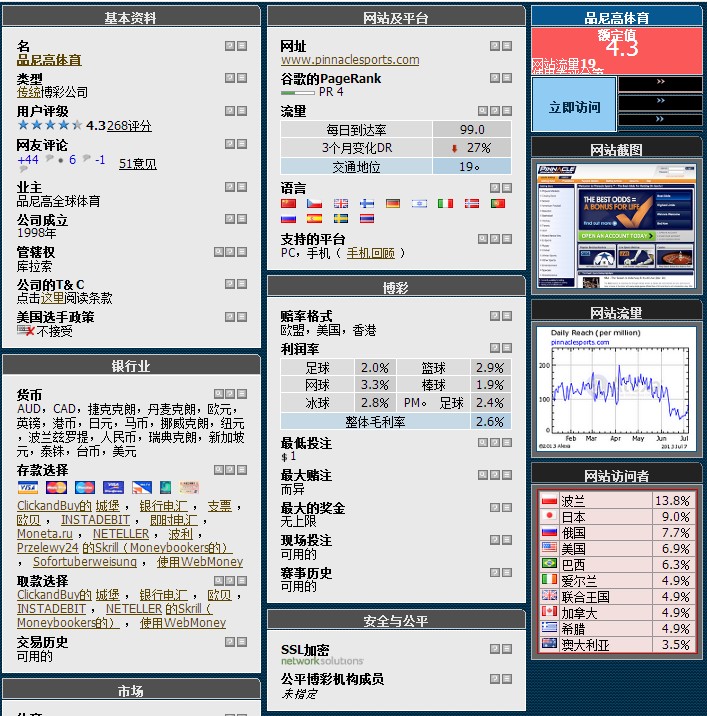 基本资料
名
品尼高体育
类型
传统博彩公司
用户评级
4.3 268评分
网友评论
+44 6 -1 51意见
业主
品尼高全球体育
公司成立
1998年
管辖权
库拉索
公司的T& C
点击这里阅读条款
美国选手政策
不接受
银行业
货币
AUD，CAD，捷克克朗，丹麦克朗，欧元，
英镑，港币，日元，马币，挪威克朗，纽元
，波兰兹罗提，人民币，瑞典克朗，新加坡
元，泰铢，台币，美元
存款选择
ClickandBuy的 城堡 ， 银行电汇 ， 支票 ，
欧贝 ， INSTADEBIT ， 即时电汇 ，
Moneta.ru ， NETELLER ， 波利 ，
Przelewy24 的Skrill（Moneybookers的）
， Sofortuberweisung ， 使用WebMoney
取款选择
ClickandBuy的 城堡 ， 银行电汇 ， 欧贝 ，
INSTADEBIT ， NETELLER 的Skrill（
Moneybookers的） ， 使用WebMoney
交易历史
可用的
市场
网站及平台
网址
www.pinnaclesports.com
谷歌的PageRank
PR 4
流量
每日到达率 99.0
3个月变化DR 27%
交通地位 19。
语言
支持的平台
PC，手机（ 手机回顾 ）
博彩
赔率格式
欧盟，美国，香港
利润率
足球 2.0% 篮球 2.9%
网球 3.3% 棒球 1.9%
冰球 2.8% PM。 足球 2.4%
整体毛利率 2.6%
最低投注
$ 1
最大赌注
而异
最大的奖金
无上限
现场投注
可用的
赛事历史
可用的
安全与公平
SSL加密
networksolutions
公平博彩机构成员
未指定
品尼高体育
额定值
4.3
网站流量19
立即访问
>>
>>
>>
网站截图
PINNACLE
THE BEST ODDS =
A BONUS FOR LIFE
OPEN AN ACCOUNT TODAY
网站流量
Daily Reach (per million)
pinnaclesports.com
200
100
0
Feb Mar Apr May Jun Jul
©2013 Alexa 2013 Jul 7
网站访问者
波兰 13.8%
日本 9.0%
俄国 7.7%
美国 6.9%
巴西 6.3%
爱尔兰 4.9%
联合王国 4.9%
加拿大 4.9%
希腊 4.9%
澳大利亚 3.5%